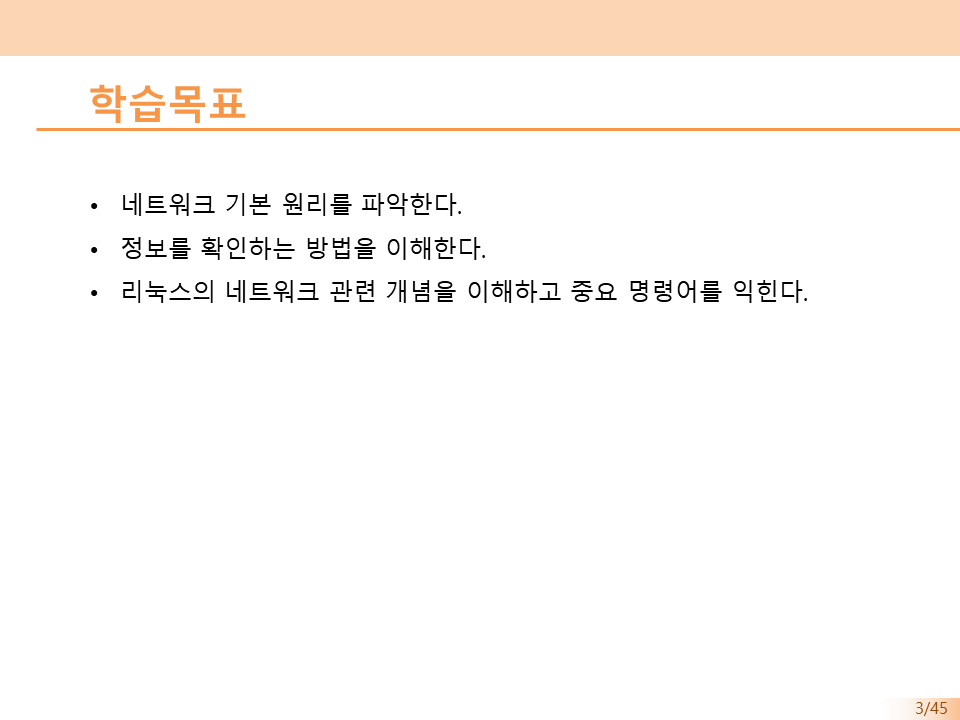 학습목표
• 네트워크 기본 원리를 파악한다.
• 정보를 확인하는 방법을 이해한다.
• 리눅스의 네트워크 관련 개념을 이해하고 중요 명령어를 익힌다.
3/45